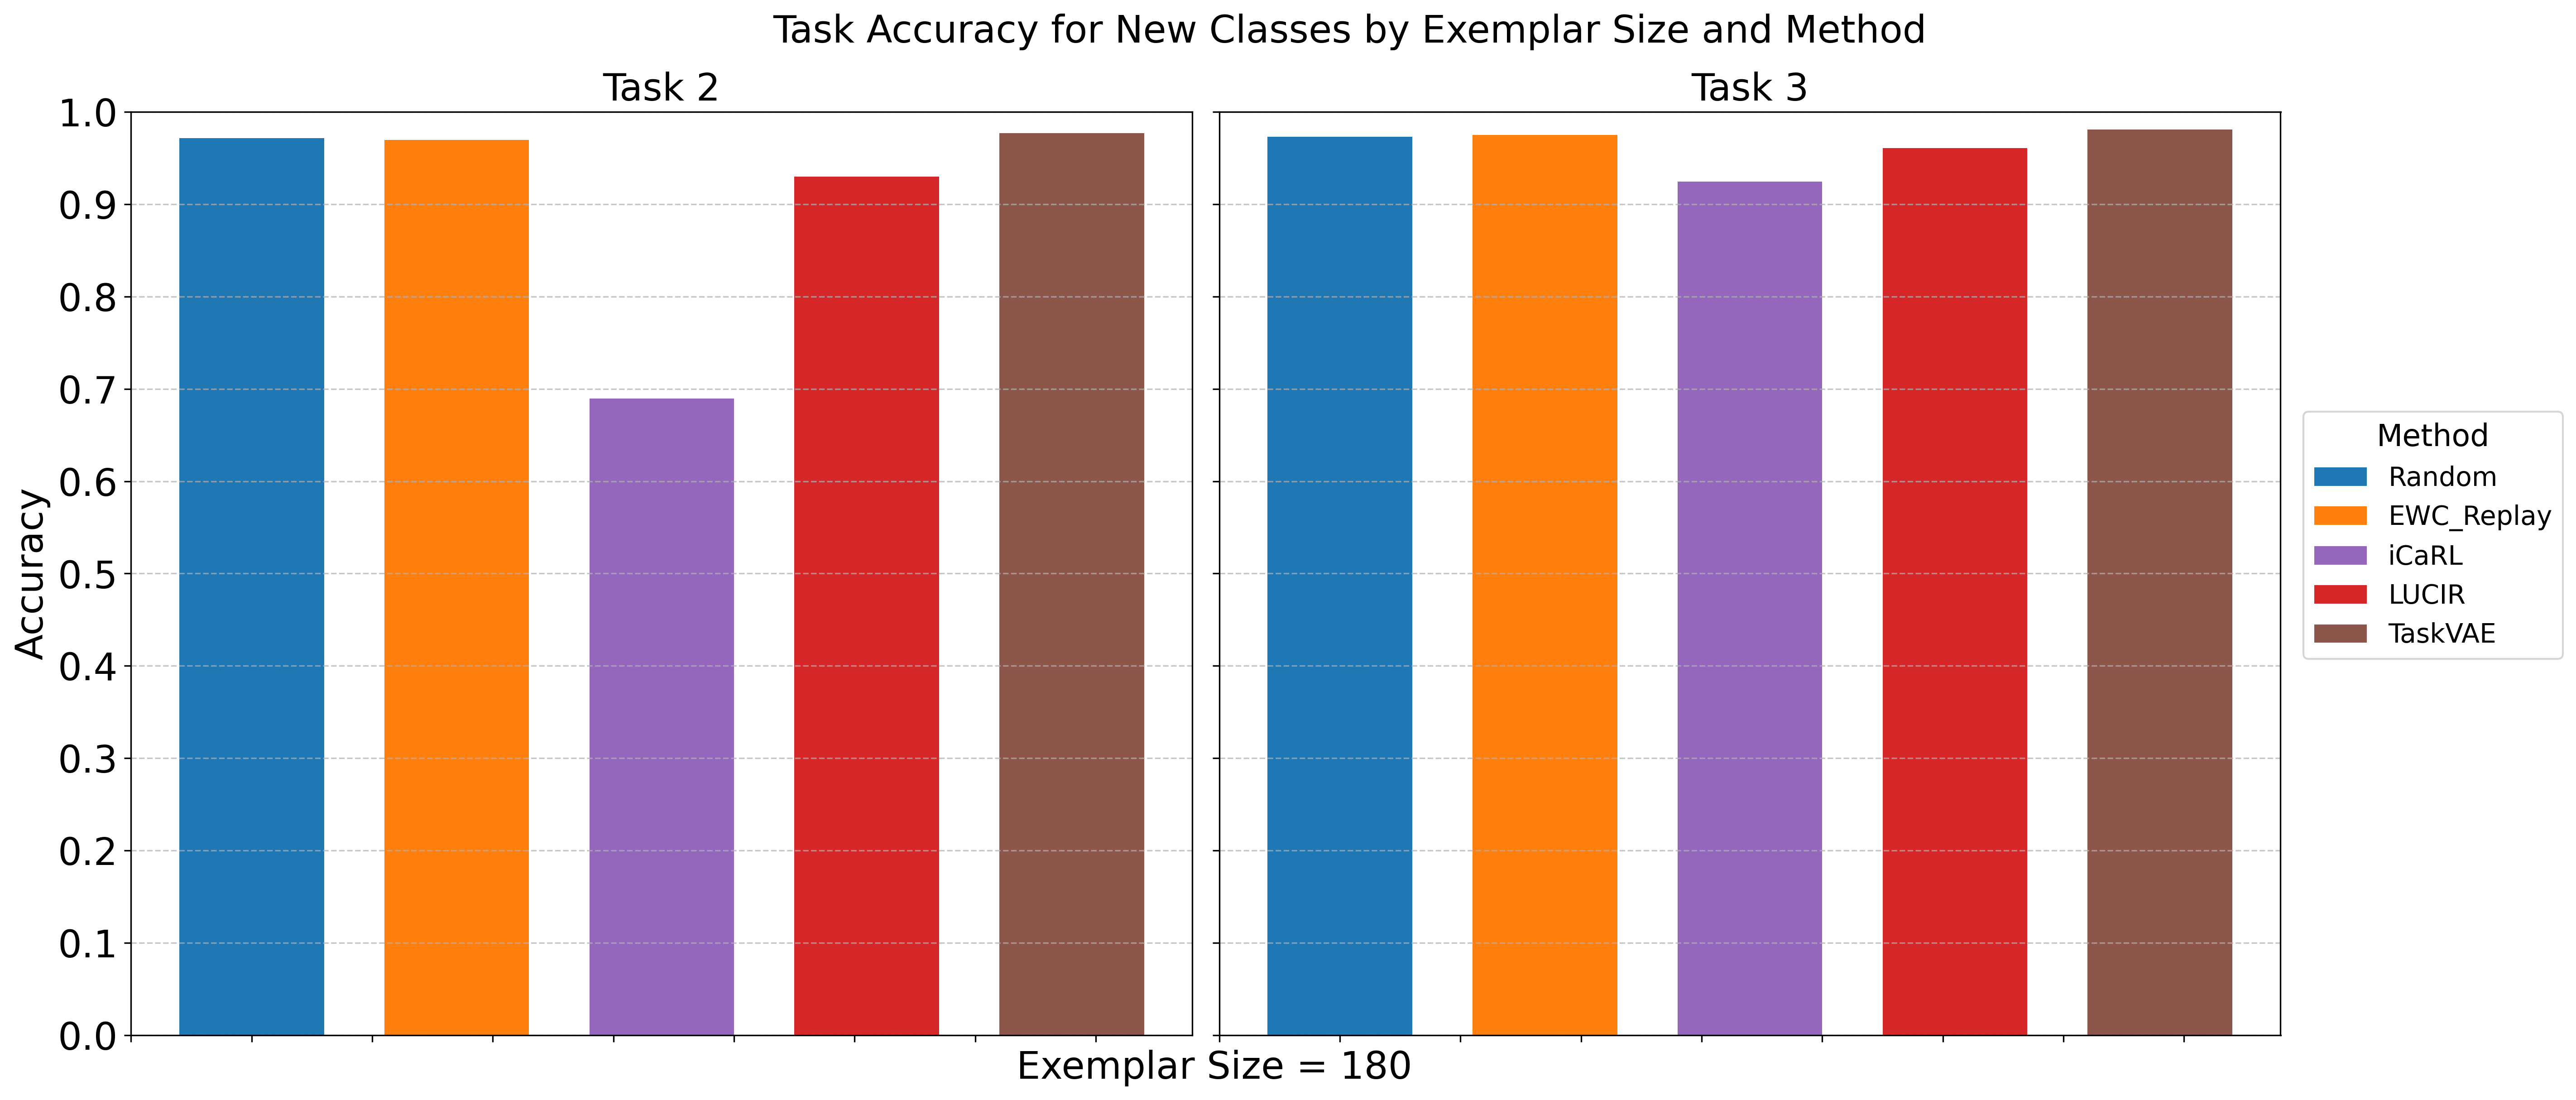 Task Accuracy for New Classes by Exemplar Size and Method
Task 2
Task 3
1.0
0.9
0.8
0.7
0.6
0.5
0.4
0.3
0.2
0.1
0.0
Accuracy
Exemplar Size = 180
Method
Random
EWC_Replay
iCaRL
LUCIR
TaskVAE